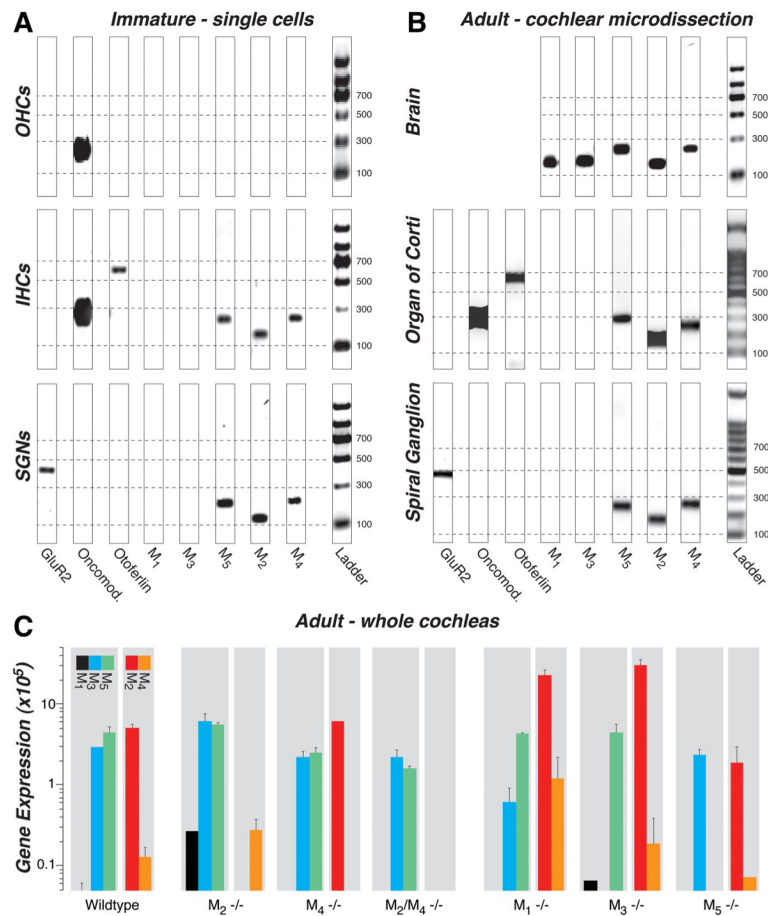 A Immature - single cells
B Adult - cochlear microdissection
OHCs
700
500
300
100
Brain
700
500
300
100
IHCs
700
500
300
100
Organ of Corti
700
500
300
100
SGNs
700
500
300
100
Spiral Ganglion
700
500
300
100
GluR2 Oncomod. Otoferlin M1 M3 M5 M2 M4 Ladder
GluR2 Oncomod. Otoferlin M1 M3 M5 M2 M4 Ladder
C Adult - whole cochleas
Gene Expression (x10⁵)
10
1
0.1
M1 M3 M5 M2 M4
Wildtype M2 -/- M4 -/- M2/M4 -/- M1 -/- M3 -/- M5 -/-